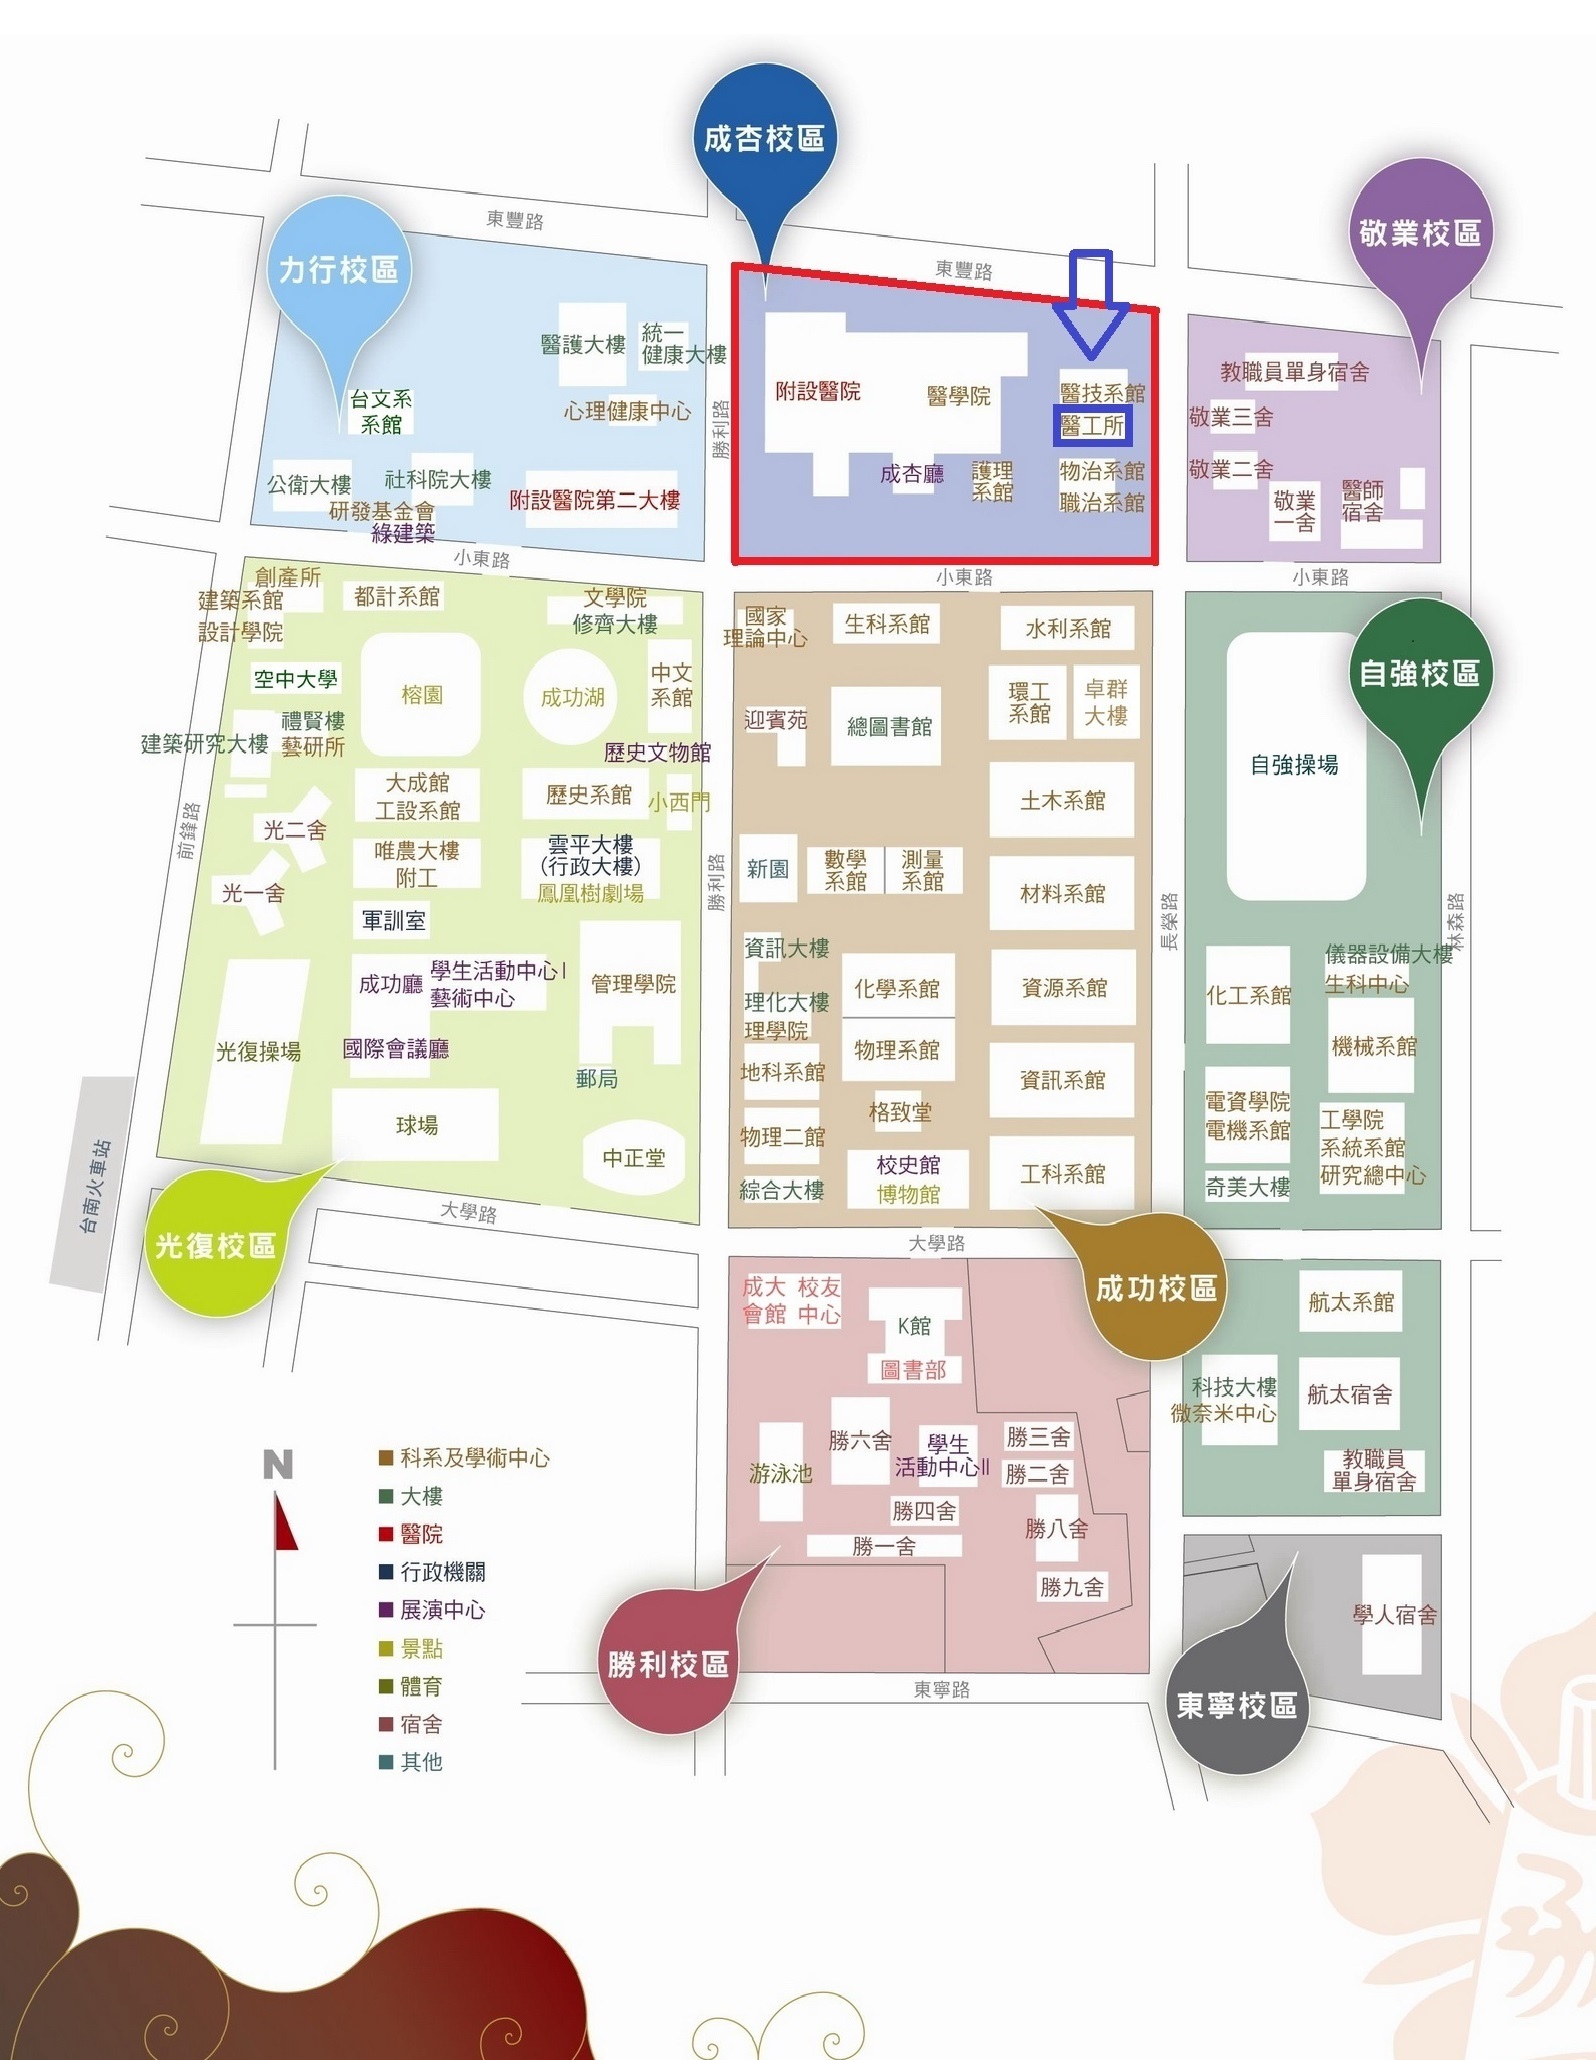 成杏校區
敬業校區
力行校區
東豐路
東豐路
醫護大樓
統一
健康大樓
心理健康中心
台文系
系館
公衛大樓
社科院大樓
研發基金會
綠建築
附設醫院第二大樓
勝利路
附設醫院
醫學院
醫技系館
醫工所
成杏廳
護理
系館
物治系館
職治系館
教職員單身宿舍
敬業三舍
敬業二舍
敬業
一舍
醫師
宿舍
小東路
小東路
小東路
創產所
建築系館
設計學院
都計系館
文學院
修齊大樓
空中大學
榕園
成功湖
中文
系館
禮賢樓
藝研所
建築研究大樓
歷史文物館
大成館
工設系館
歷史系館
小西門
前鋒路
光二舍
唯農大樓
附工
雲平大樓
(行政大樓)
鳳凰樹劇場
光一舍
軍訓室
成功廳
學生活動中心I
藝術中心
管理學院
光復操場
國際會議廳
郵局
球場
中正堂
台南火車站
光復校區
大學路
勝利路
國家
理論中心
生科系館
水利系館
迎賓苑
總圖書館
環工
系館
卓群
大樓
土木系館
新園
數學
系館
測量
系館
材料系館
資訊大樓
理化大樓
理學院
化學系館
資源系館
地科系館
物理系館
資訊系館
格致堂
物理二館
校史館
博物館
工科系館
綜合大樓
大學路
成功校區
長榮路
自強校區
自強操場
林森路
儀器設備大樓
生科中心
化工系館
機械系館
電資學院
電機系館
工學院
系統系館
研究總中心
奇美大樓
航太系館
科技大樓
微奈米中心
航太宿舍
教職員
單身宿舍
成大 校友
會館 中心
K館
圖書部
勝六舍
學生
活動中心II
勝三舍
勝二舍
游泳池
勝四舍
勝八舍
勝一舍
勝九舍
勝利校區
東寧路
東寧校區
學人宿舍
N
科系及學術中心
大樓
醫院
行政機關
展演中心
景點
體育
宿舍
其他